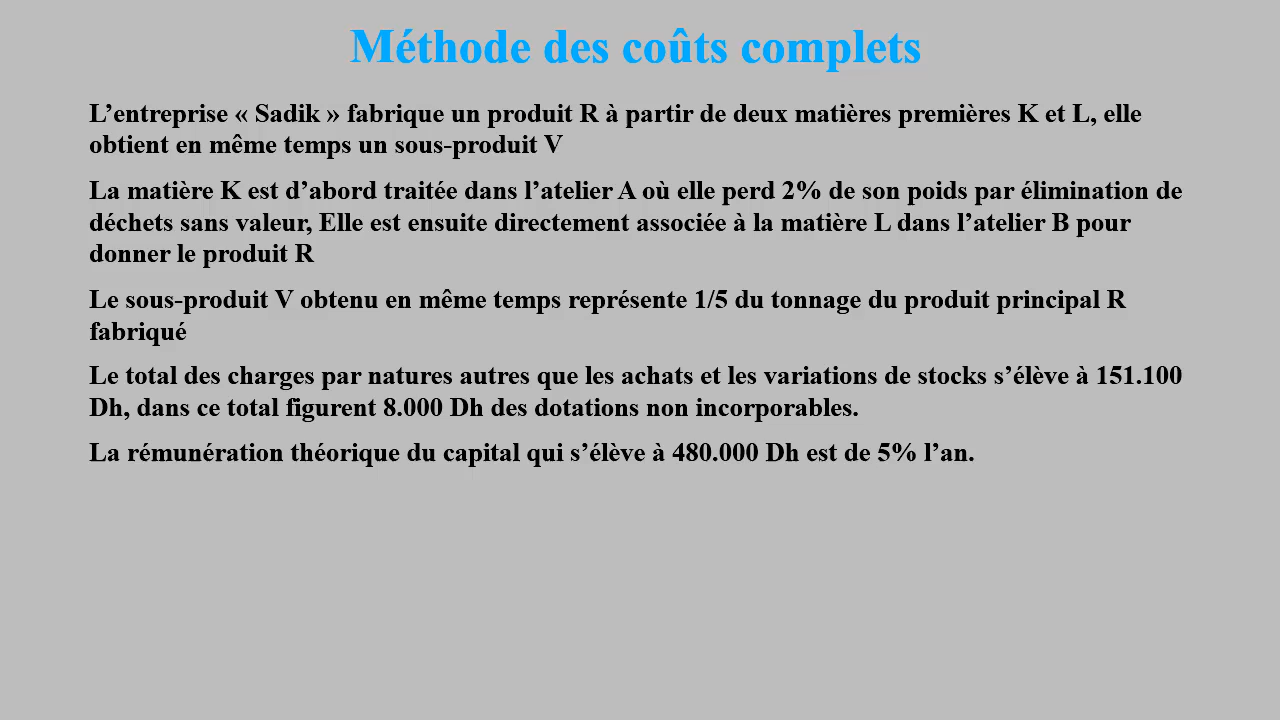 Méthode des coûts complets
L’entreprise « Sadik » fabrique un produit R à partir de deux matières premières K et L, elle
obtient en même temps un sous-produit V
La matière K est d’abord traitée dans l’atelier A où elle perd 2% de son poids par élimination de
déchets sans valeur, Elle est ensuite directement associée à la matière L dans l’atelier B pour
donner le produit R
Le sous-produit V obtenu en même temps représente 1/5 du tonnage du produit principal R
fabriqué
Le total des charges par natures autres que les achats et les variations de stocks s’élève à 151.100
Dh, dans ce total figurent 8.000 Dh des dotations non incorporables.
La rémunération théorique du capital qui s’élève à 480.000 Dh est de 5% l’an.